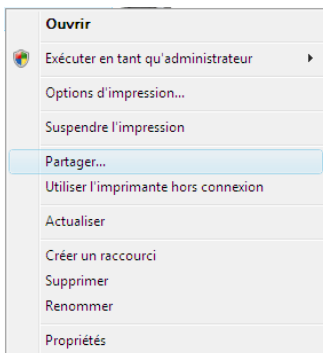 Ouvrir
Exécuter en tant qu'administrateur
Options d'impression...
Suspendre l'impression
Partager...
Utiliser l'imprimante hors connexion
Actualiser
Créer un raccourci
Supprimer
Renommer
Propriétés